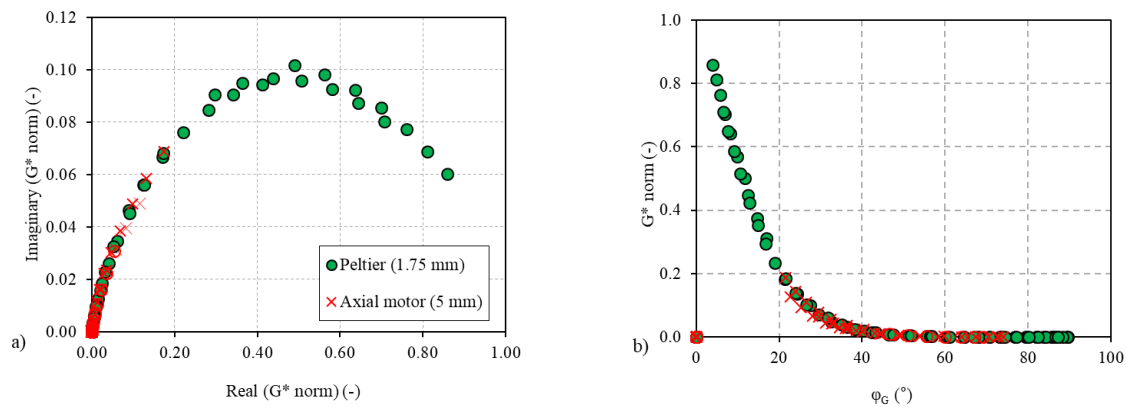 0.12
0.10
0.08
0.06
0.04
0.02
0.00
0.00 0.20 0.40 0.60 0.80 1.00
Imaginary (G* norm) (-)
Real (G* norm) (-)
Peltier (1.75 mm)
Axial motor (5 mm)
a)
1.0
0.8
0.6
0.4
0.2
0.0
0 20 40 60 80 100
G* norm (-)
φG (°)
b)